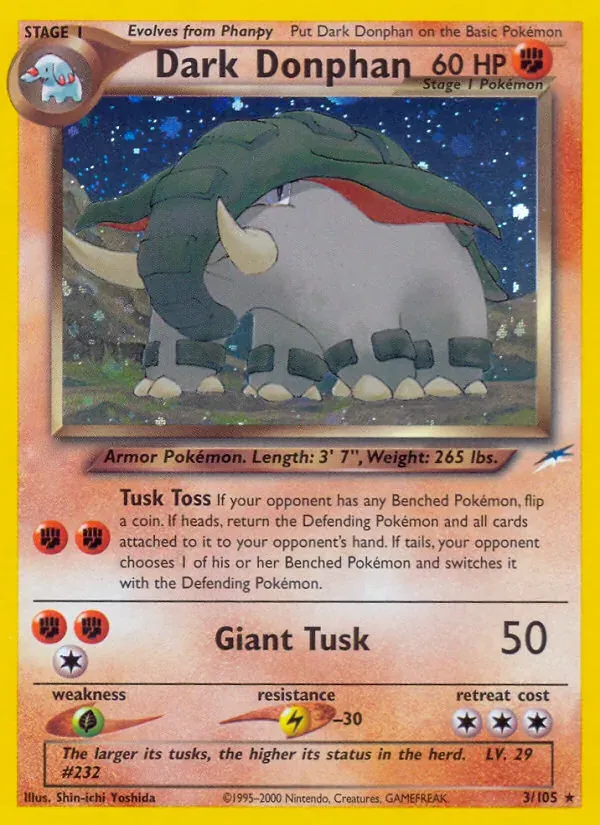 STAGE 1 Evolves from Phanpy Put Dark Donphan on the Basic Pokémon
Dark Donphan 60 HP
Stage 1 Pokémon
Armor Pokémon. Length: 3' 7", Weight: 265 lbs.
Tusk Toss If your opponent has any Benched Pokémon, flip
a coin. If heads, return the Defending Pokémon and all cards
attached to it to your opponent's hand. If tails, your opponent
chooses 1 of his or her Benched Pokémon and switches it
with the Defending Pokémon.
Giant Tusk 50
weakness resistance retreat cost
-30
The larger its tusks, the higher its status in the herd. LV. 29
#232
Illus. Shin-ichi Yoshida ©1995-2000 Nintendo, Creatures, GAMEFREAK. 3/105 ★